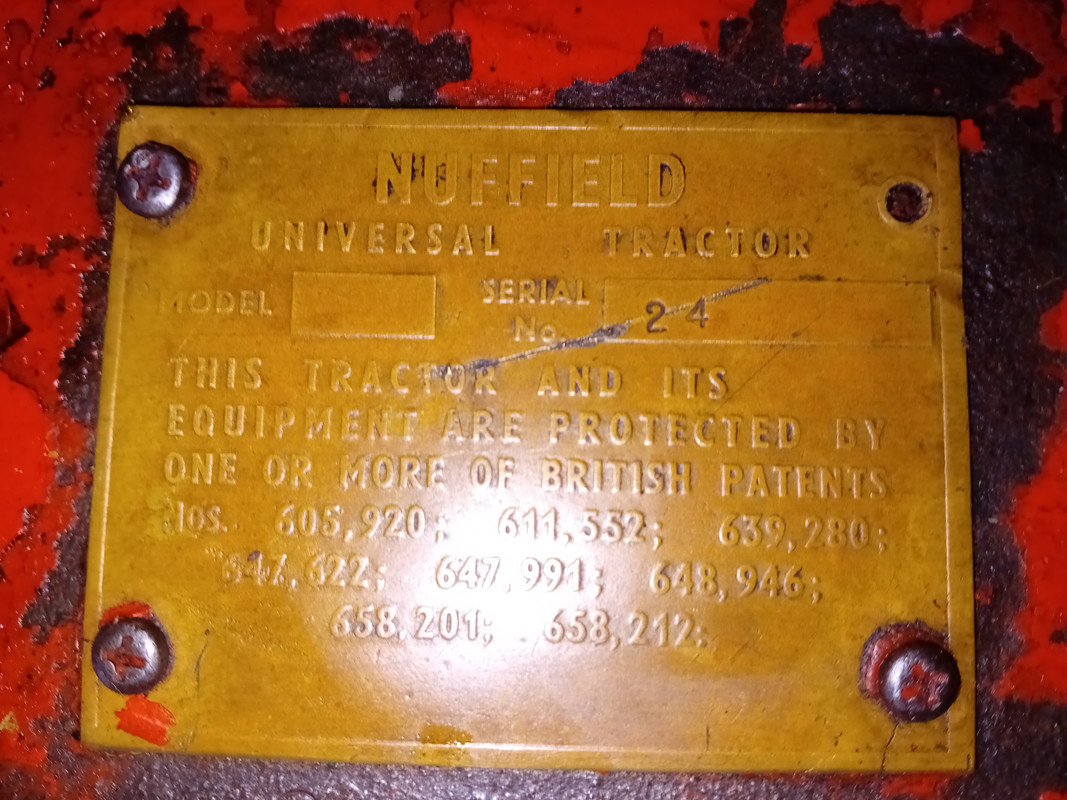 NUFFIELD
UNIVERSAL TRACTOR
MODEL SERIAL No. 24
THIS TRACTOR AND ITS
EQUIPMENT ARE PROTECTED BY
ONE OR MORE OF BRITISH PATENTS
Nos. 605,920; 611,552; 639,280;
647,622; 647,991; 648,946;
658,201; 658,212;